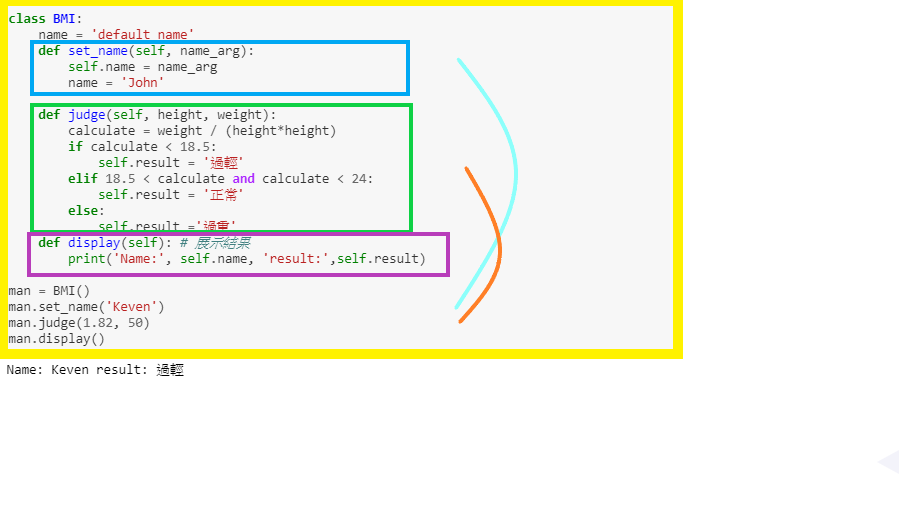 class BMI:
    name = 'default name'
    def set_name(self, name_arg):
        self.name = name_arg
        name = 'John'
    def judge(self, height, weight):
        calculate = weight / (height*height)
        if calculate < 18.5:
            self.result = '過輕'
        elif 18.5 < calculate and calculate < 24:
            self.result = '正常'
        else:
            self.result ='過重'
    def display(self): # 展示結果
        print('Name:', self.name, 'result:',self.result)
man = BMI()
man.set_name('Keven')
man.judge(1.82, 50)
man.display()
Name: Keven result: 過輕